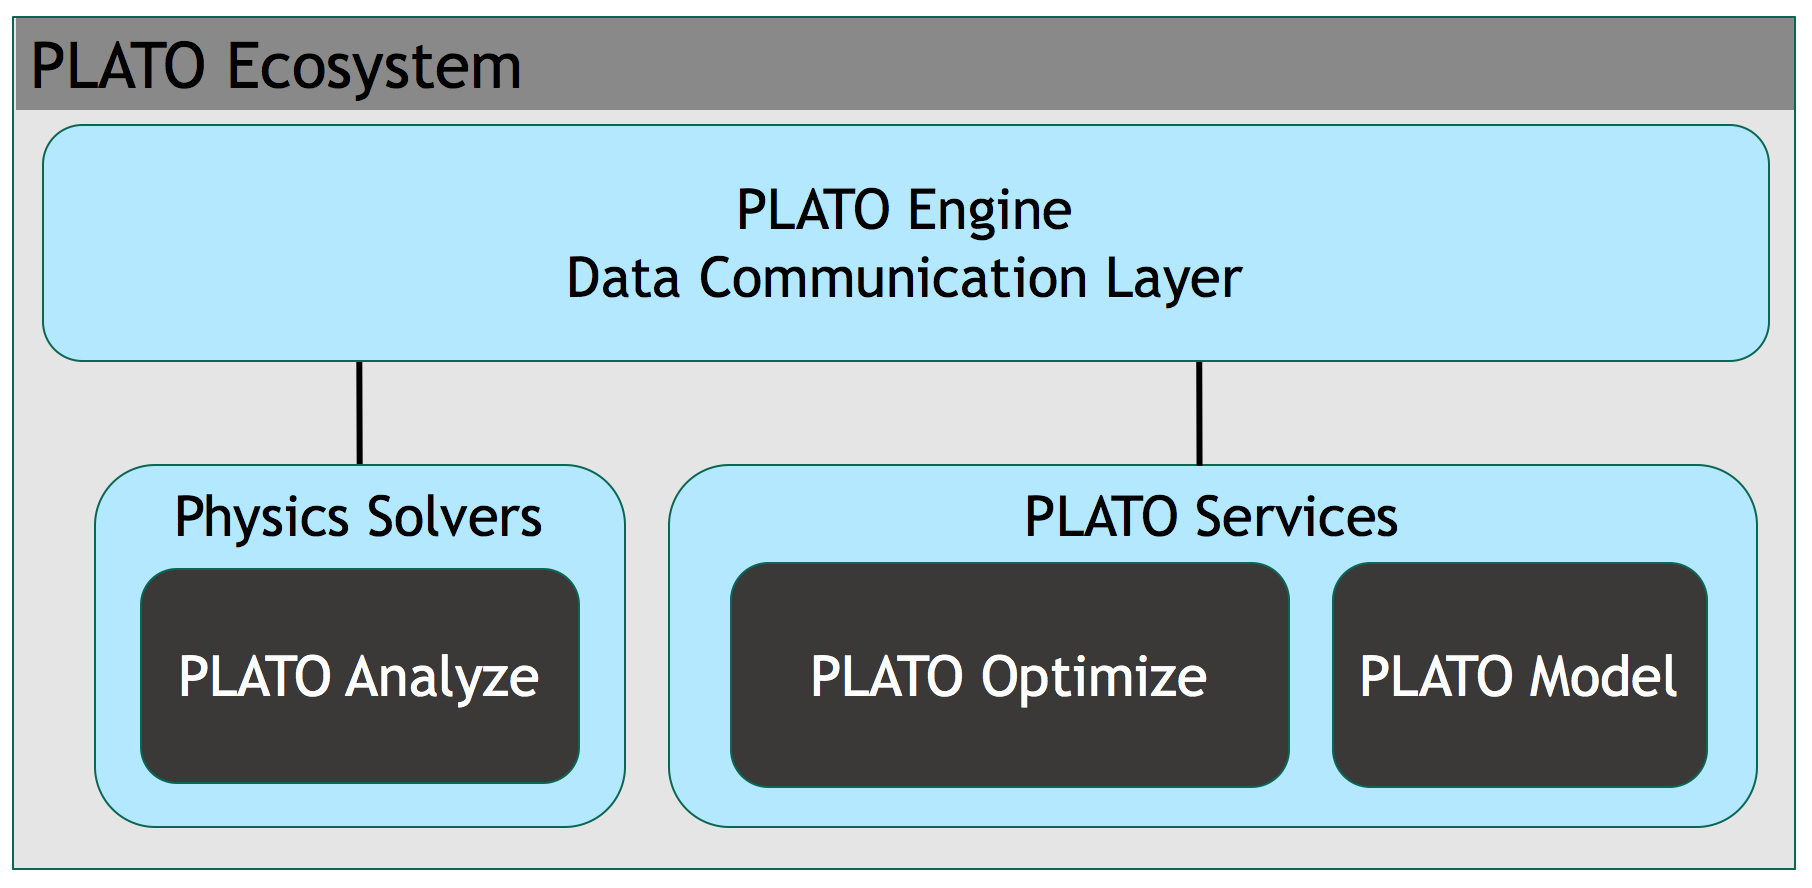 PLATO Ecosystem
PLATO Engine
Data Communication Layer
Physics Solvers
PLATO Analyze
PLATO Services
PLATO Optimize
PLATO Model